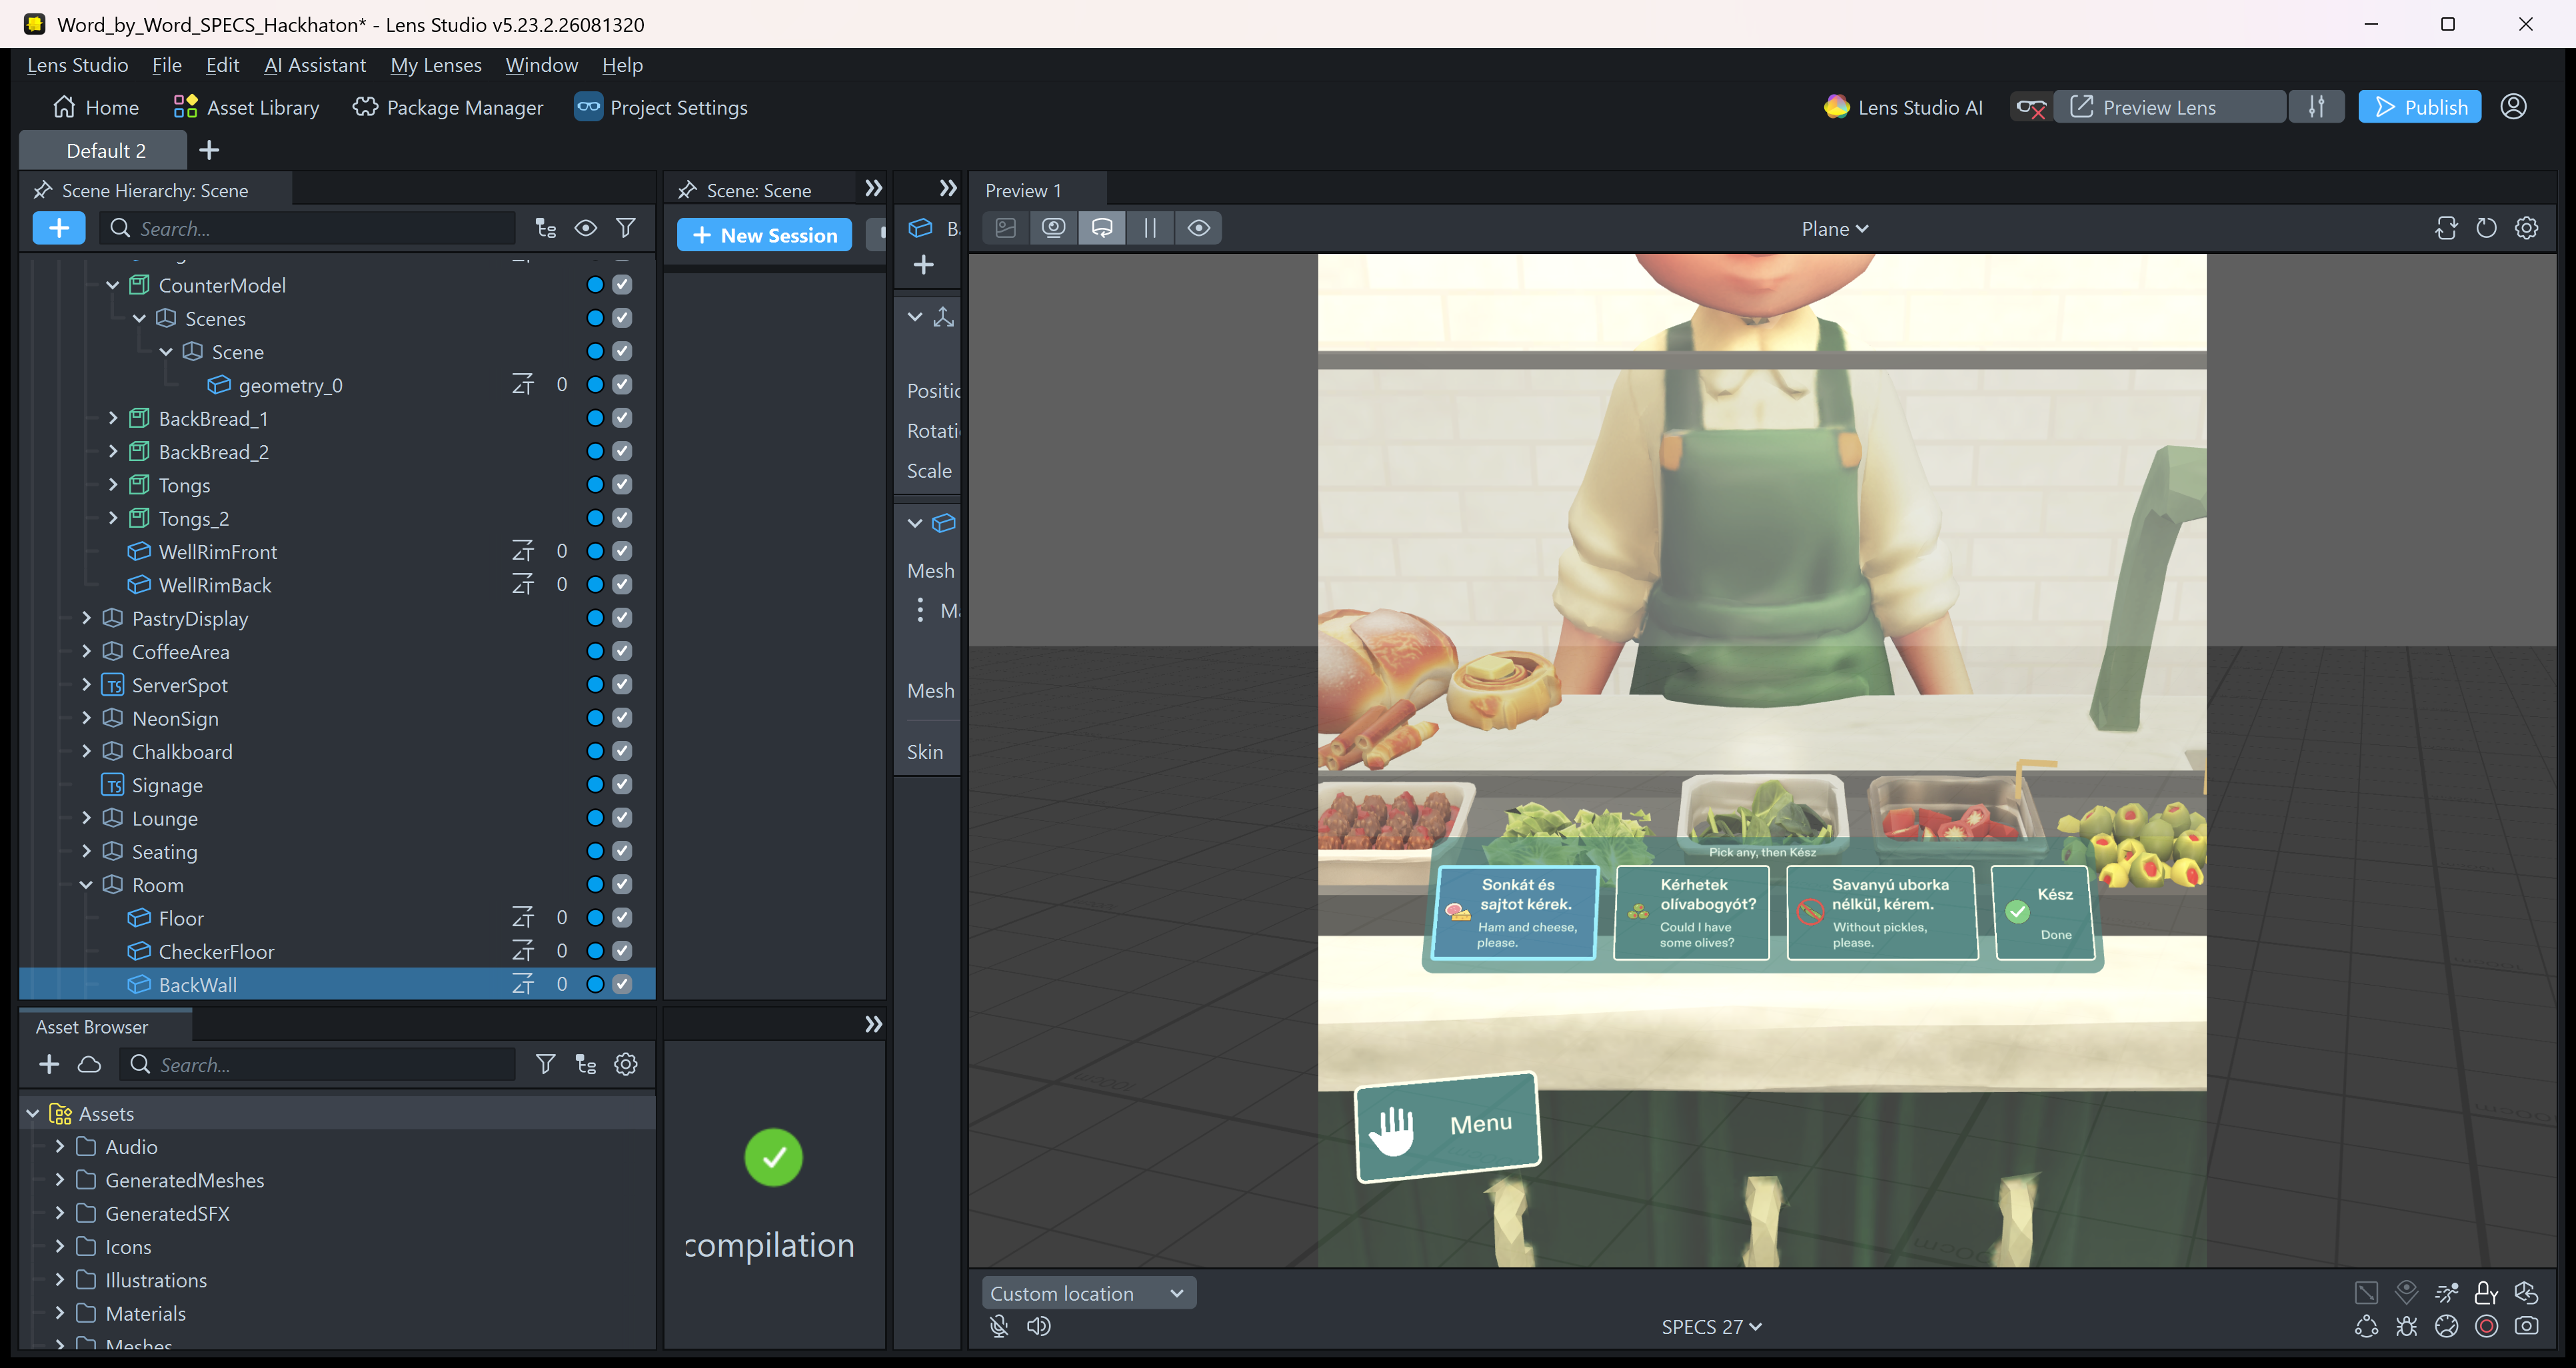 Word_by_Word_SPECS_Hackhaton* - Lens Studio v5.23.2.26081320
Lens Studio File Edit AI Assistant My Lenses Window Help
Home Asset Library Package Manager Project Settings
Lens Studio AI Preview Lens Publish
Default 2
Scene Hierarchy: Scene
Search...
CounterModel
Scenes
Scene
geometry_0 0
BackBread_1
BackBread_2
Tongs
Tongs_2
WellRimFront 0
WellRimBack 0
PastryDisplay
CoffeeArea
TS ServerSpot
NeonSign
Chalkboard
TS Signage
Lounge
Seating
Room
Floor 0
CheckerFloor 0
BackWall 0
Asset Browser
Search...
Assets
Audio
GeneratedMeshes
GeneratedSFX
Icons
Illustrations
Materials
Meshes
Scene: Scene
+ New Session
compilation
Scale
Mesh
Mesh
Skin
Preview 1
Plane
Pick any, then Kész
Sonkát és
sajtot kérek.
Ham and cheese,
please.
Kérhetek
olívabogyót?
Could I have
some olives?
Savanyú uborka
nélkül, kérem.
Without pickles,
please.
Kész
Done
Menu
Custom location
SPECS 27